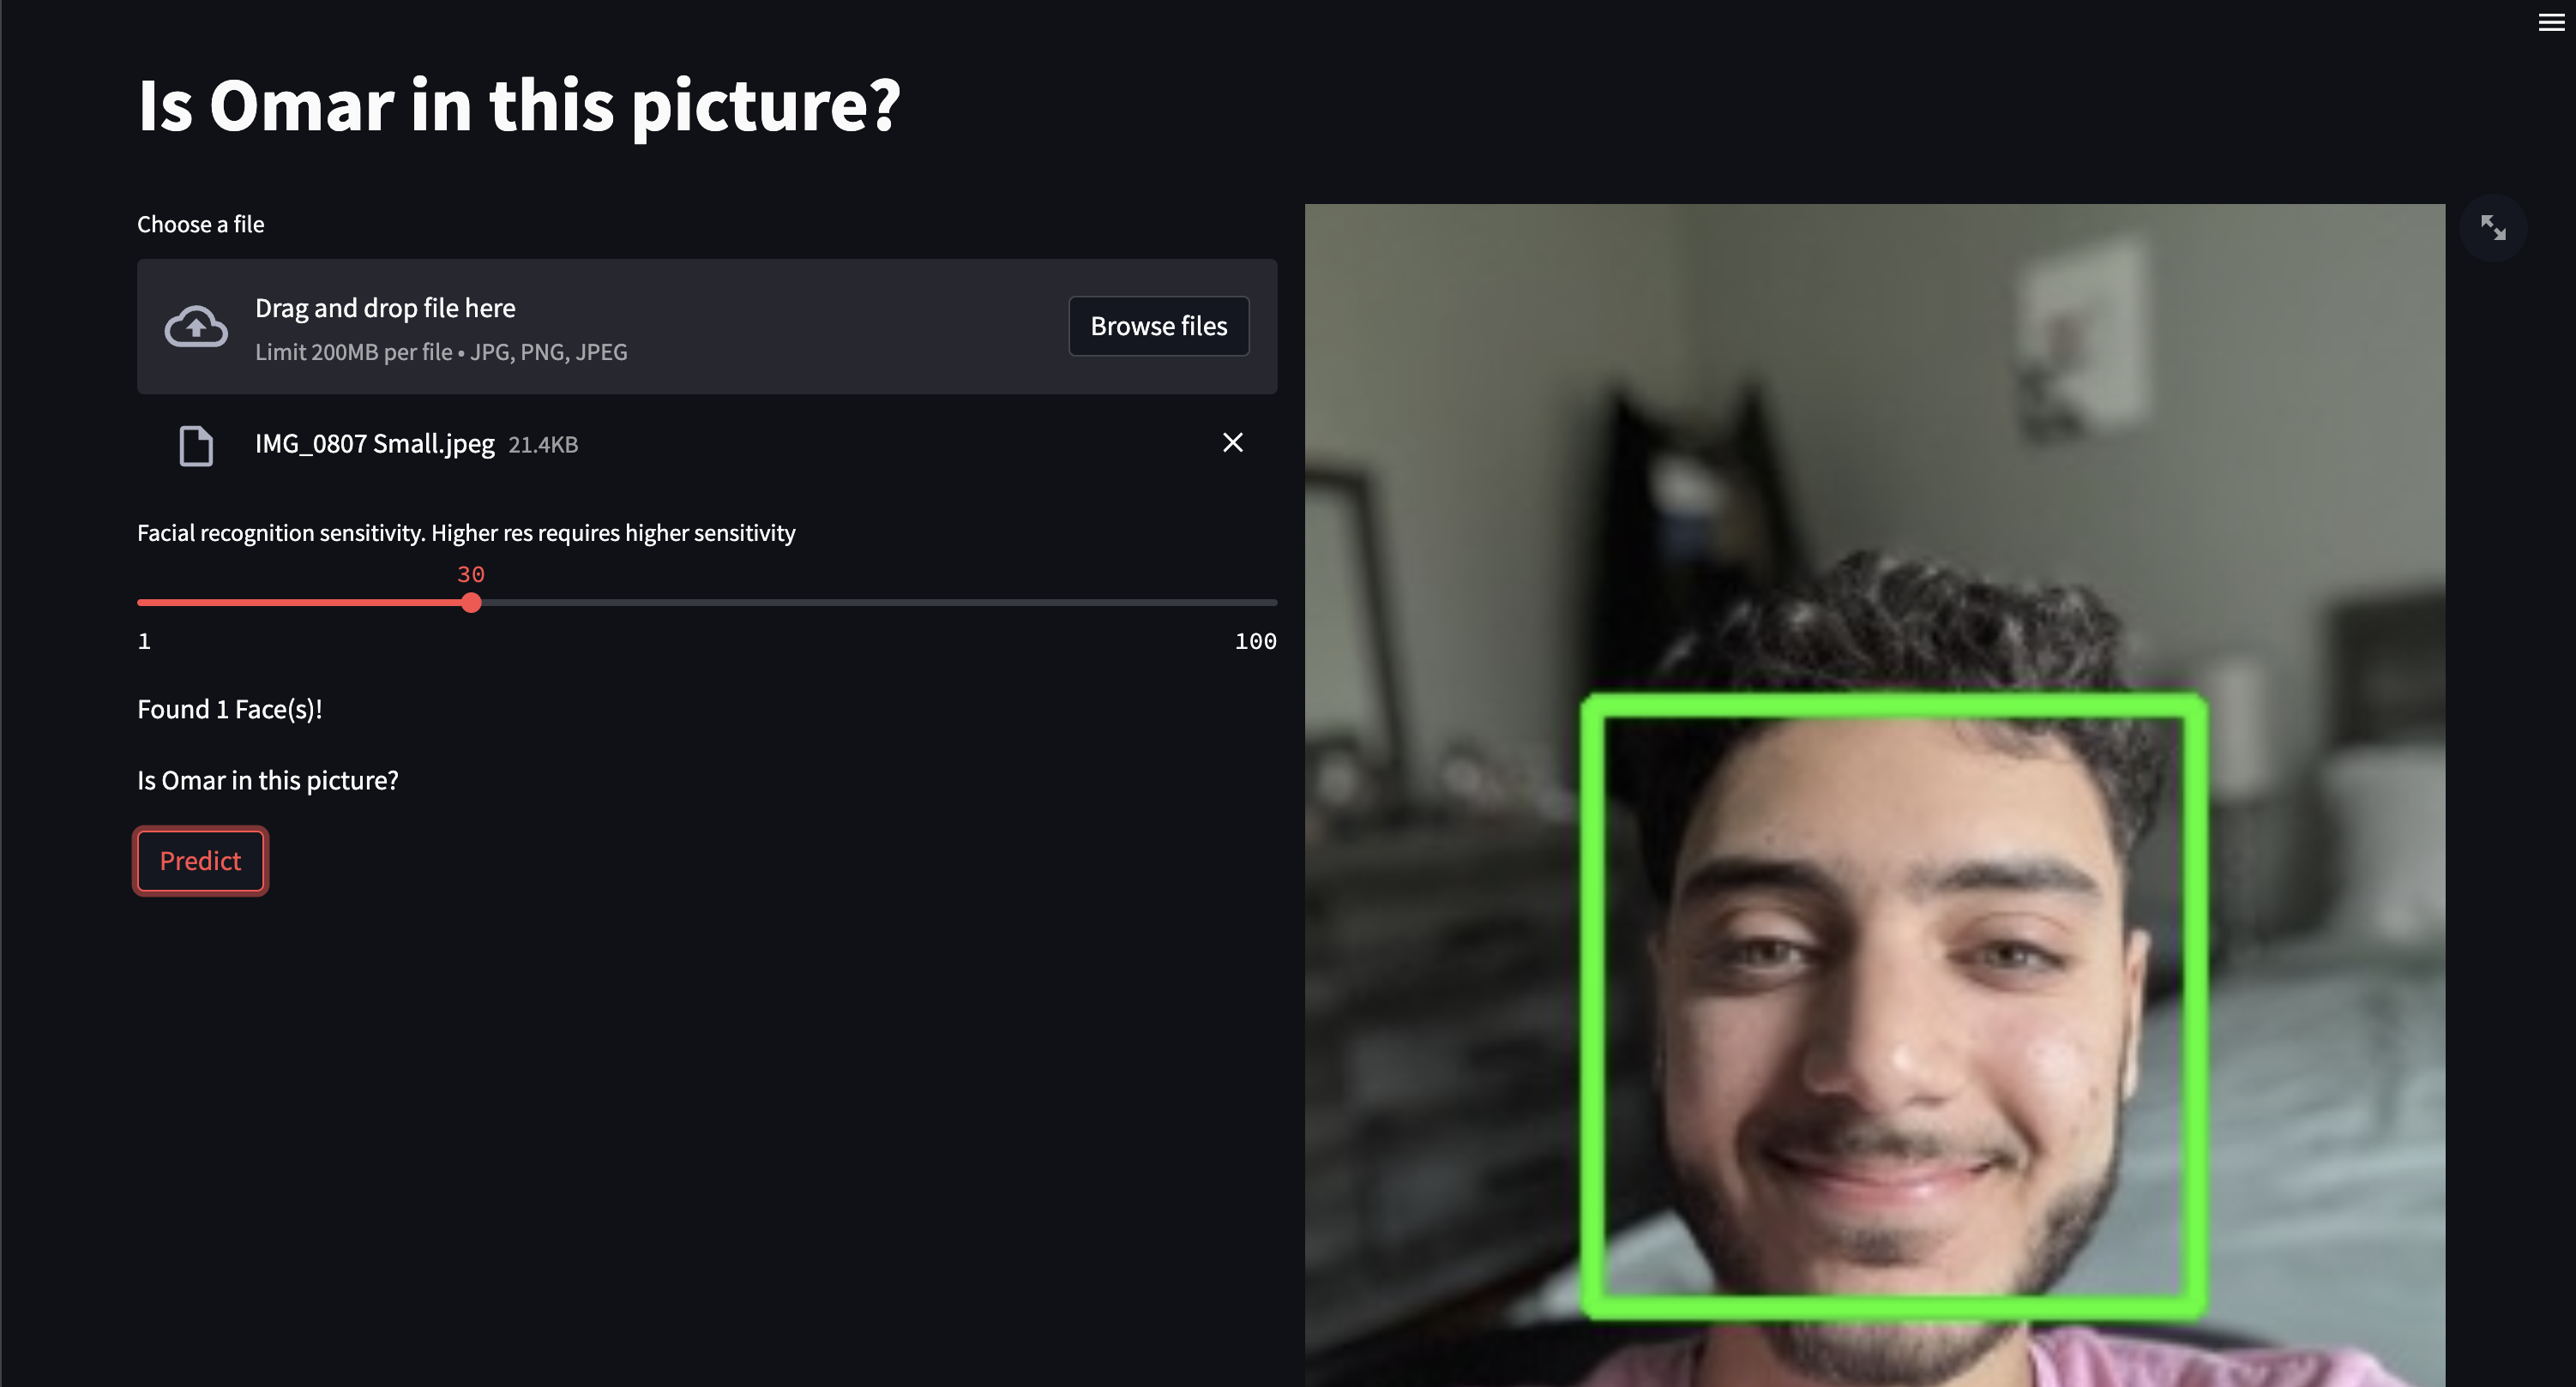 Is Omar in this picture?
Choose a file
Drag and drop file here
Limit 200MB per file • JPG, PNG, JPEG
Browse files
IMG_0807 Small.jpeg 21.4KB
Facial recognition sensitivity. Higher res requires higher sensitivity
30
1
100
Found 1 Face(s)!
Is Omar in this picture?
Predict